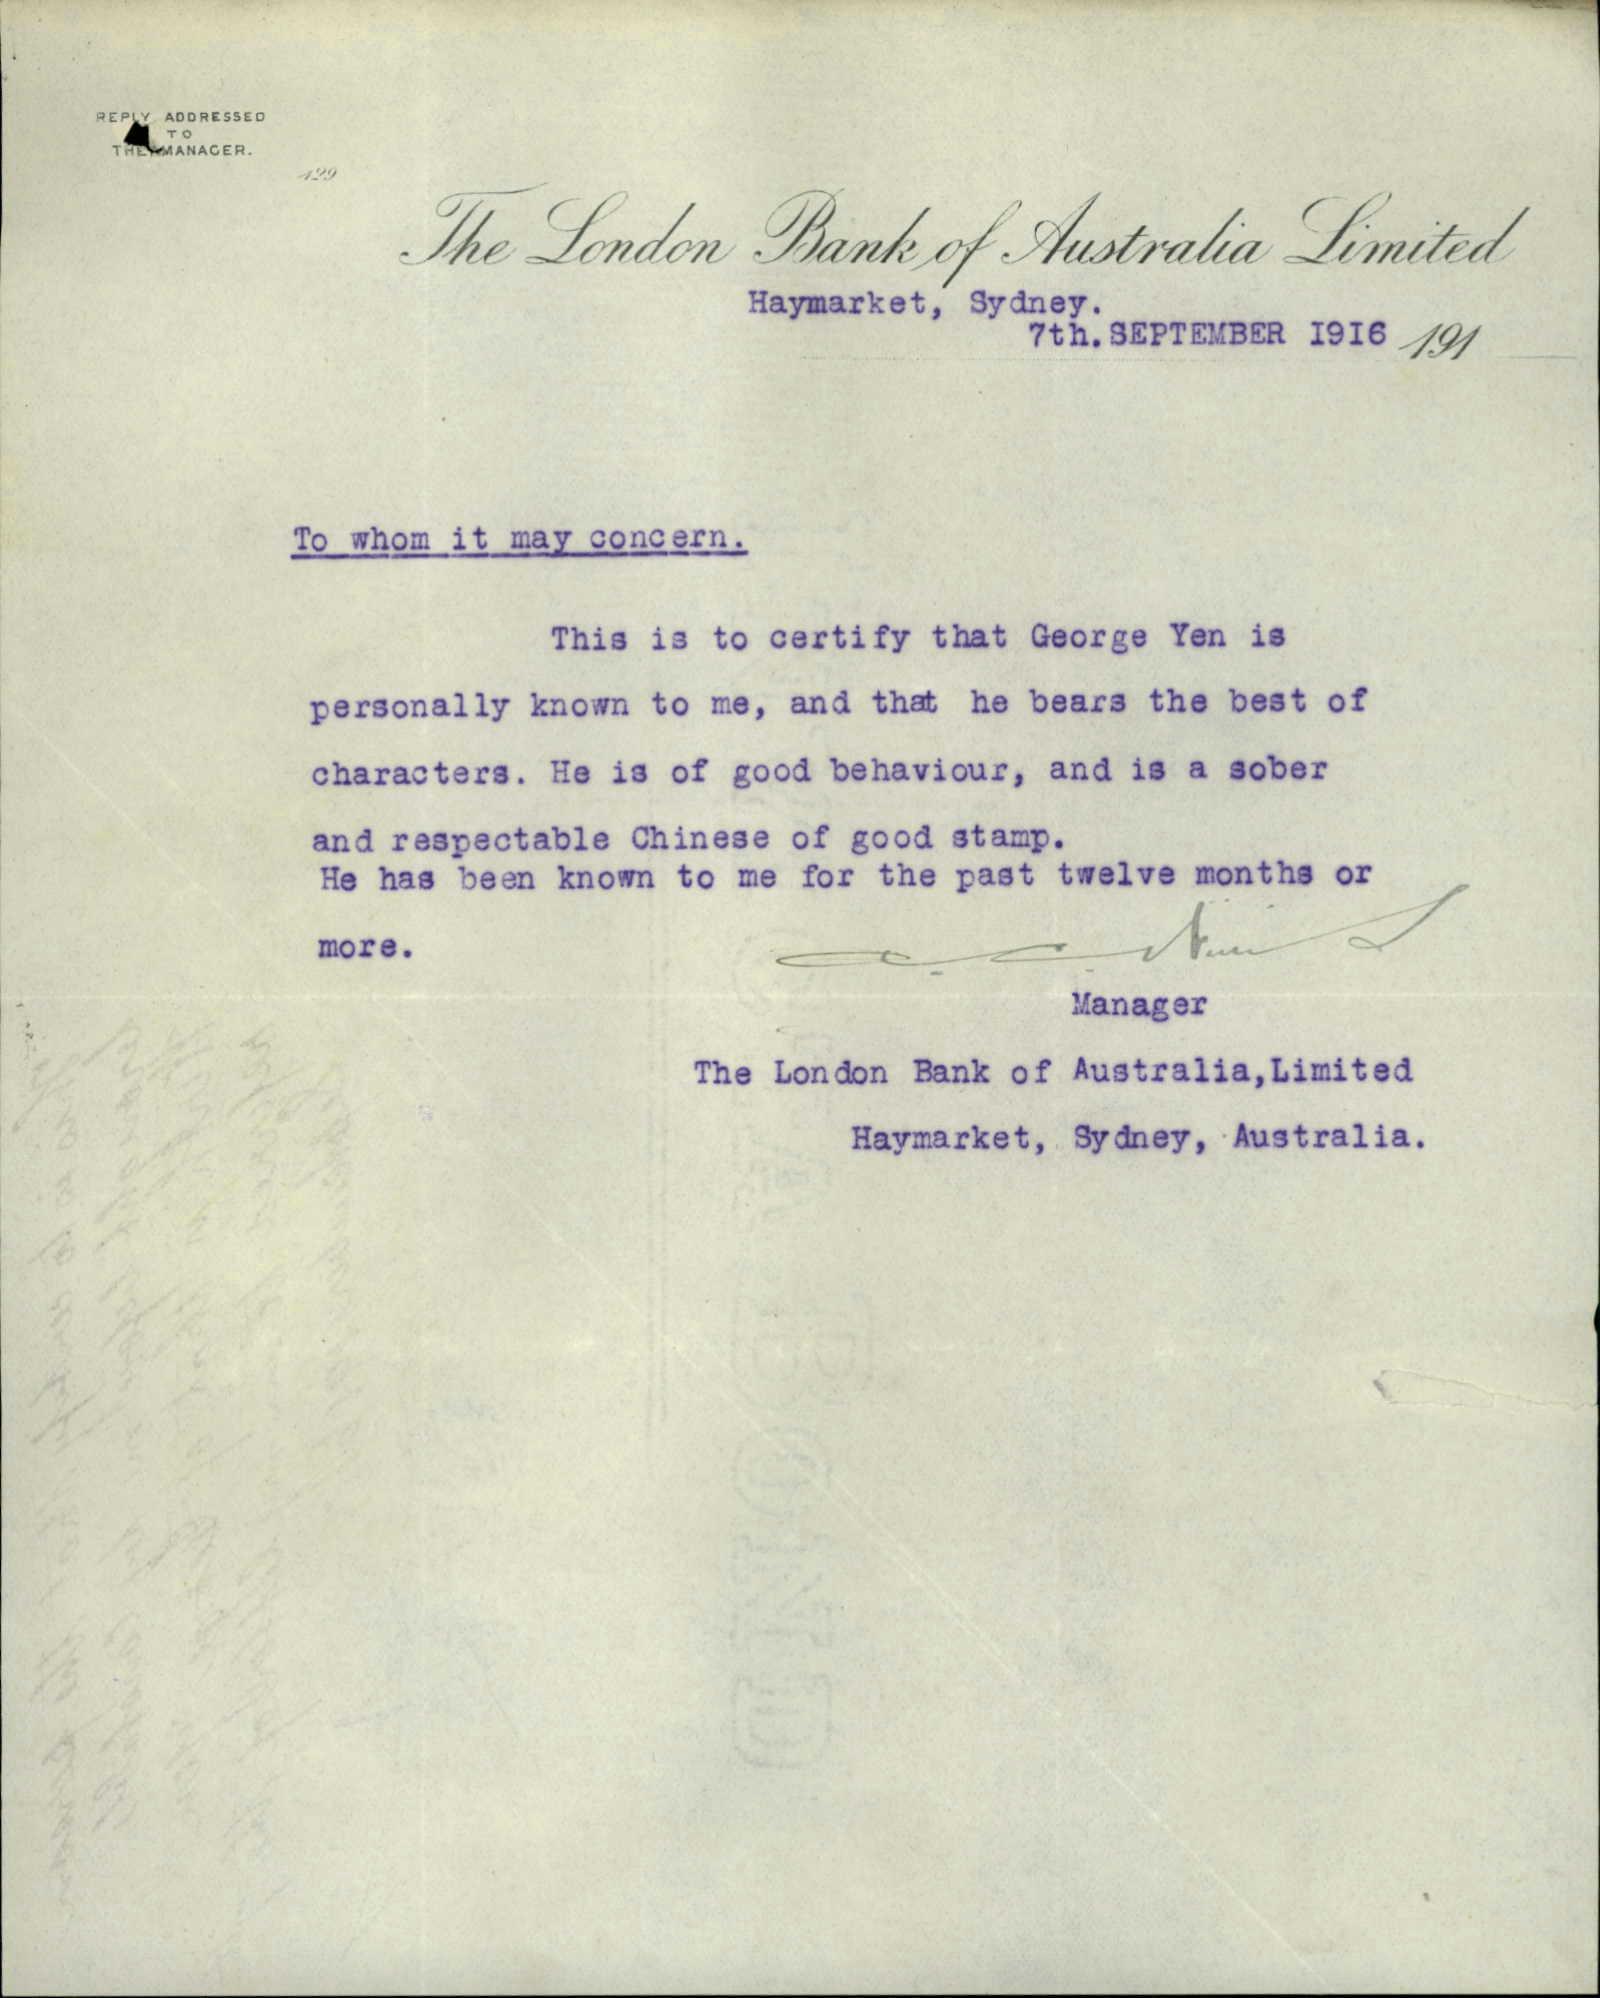 REPLY ADDRESSED
TO
THE MANAGER.
129
The London Bank of Australia Limited
Haymarket, Sydney.
7th. SEPTEMBER I9I6 191
To whom it may concern.
This is to certify that George Yen is
personally known to me, and that he bears the best of
characters. He is of good behaviour, and is a sober
and respectable Chinese of good stamp.
He has been known to me for the past twelve months or
more.
Manager
The London Bank of Australia,Limited
Haymarket, Sydney, Australia.